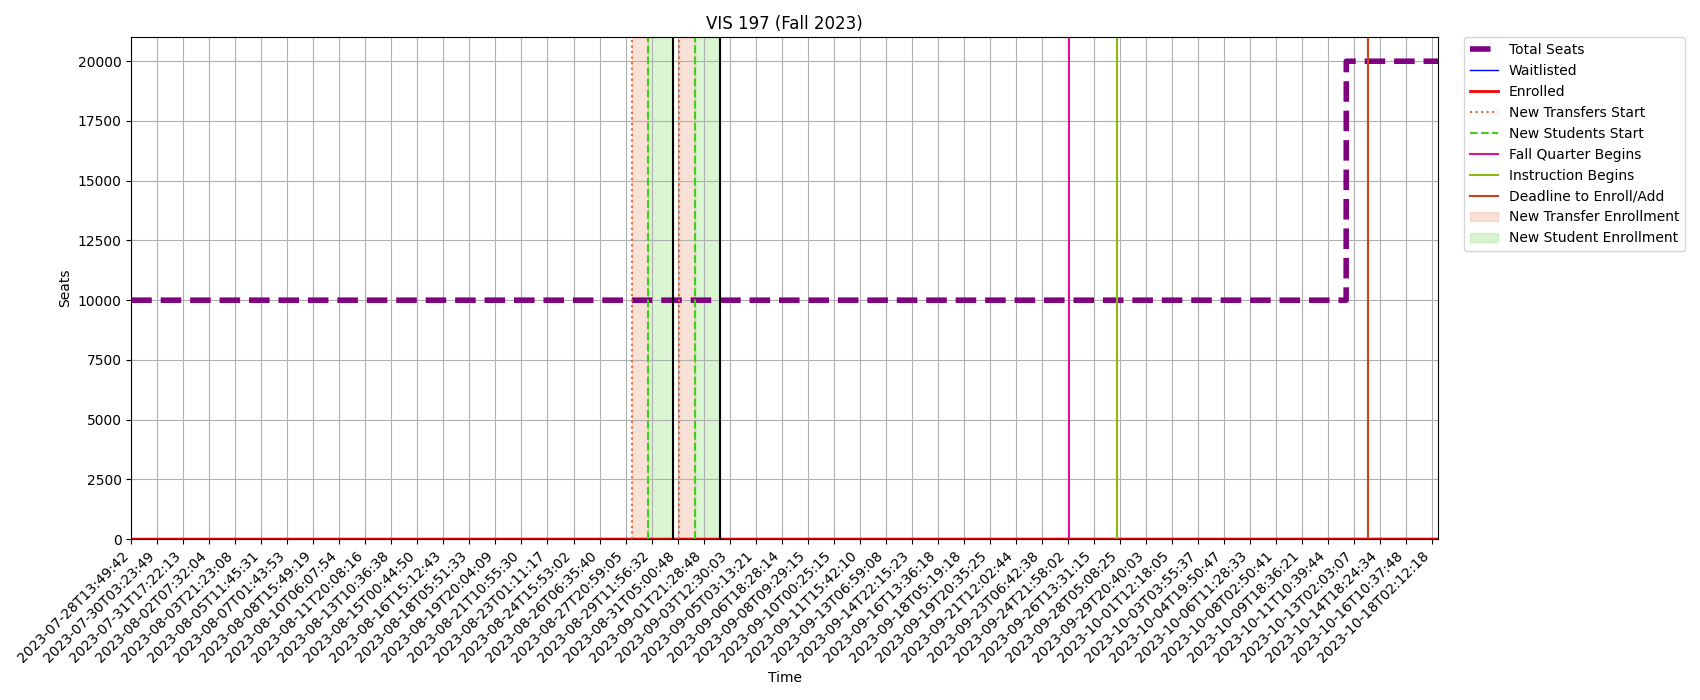 VIS 197 (Fall 2023)
Seats
20000
17500
15000
12500
10000
7500
5000
2500
0
2023-07-28T13:49:42
2023-07-30T03:23:49
2023-07-31T17:22:13
2023-08-02T07:32:04
2023-08-03T21:23:08
2023-08-05T11:45:31
2023-08-07T01:43:53
2023-08-08T15:49:19
2023-08-10T06:07:54
2023-08-11T20:08:16
2023-08-13T10:36:38
2023-08-15T00:44:50
2023-08-16T15:12:43
2023-08-18T05:51:33
2023-08-19T20:04:09
2023-08-21T10:55:30
2023-08-23T01:11:17
2023-08-24T15:53:02
2023-08-26T06:35:40
2023-08-27T20:59:05
2023-08-29T11:56:32
2023-08-31T05:00:48
2023-09-01T21:28:48
2023-09-03T12:30:03
2023-09-05T03:13:21
2023-09-06T18:28:14
2023-09-08T09:29:15
2023-09-10T00:25:15
2023-09-11T15:42:10
2023-09-13T06:59:08
2023-09-14T22:15:23
2023-09-16T13:36:18
2023-09-18T05:19:18
2023-09-19T20:35:25
2023-09-21T12:02:44
2023-09-23T06:42:38
2023-09-24T21:58:02
2023-09-26T13:31:15
2023-09-28T05:08:25
2023-09-29T20:40:03
2023-10-01T12:18:05
2023-10-03T03:55:37
2023-10-04T19:50:47
2023-10-06T11:28:33
2023-10-08T02:50:41
2023-10-09T18:36:21
2023-10-11T10:39:44
2023-10-13T02:03:07
2023-10-14T18:24:34
2023-10-16T10:37:48
2023-10-18T02:12:18
Time
Total Seats
Waitlisted
Enrolled
New Transfers Start
New Students Start
Fall Quarter Begins
Instruction Begins
Deadline to Enroll/Add
New Transfer Enrollment
New Student Enrollment